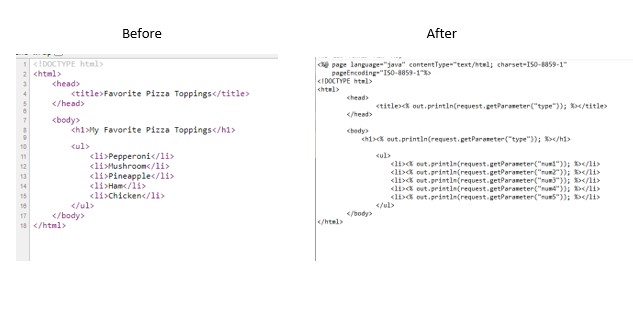 Before
After
1 <!DOCTYPE html>
2 <html>
3 <head>
4 <title>Favorite Pizza Toppings</title>
5 </head>
6
7 <body>
8 <h1>My Favorite Pizza Toppings</h1>
9
10 <ul>
11 <li>Pepperoni</li>
12 <li>Mushroom</li>
13 <li>Pineapple</li>
14 <li>Ham</li>
15 <li>Chicken</li>
16 </ul>
17 </body>
18 </html>
<%@ page language="java" contentType="text/html; charset=ISO-8859-1"
pageEncoding="ISO-8859-1"%>
<!DOCTYPE html>
<html>
<head>
<title><% out.println(request.getParameter("type")); %></title>
</head>
<body>
<h1><% out.println(request.getParameter("type")); %></h1>
<ul>
<li><% out.println(request.getParameter("num1")); %></li>
<li><% out.println(request.getParameter("num2")); %></li>
<li><% out.println(request.getParameter("num3")); %></li>
<li><% out.println(request.getParameter("num4")); %></li>
<li><% out.println(request.getParameter("num5")); %></li>
</ul>
</body>
</html>